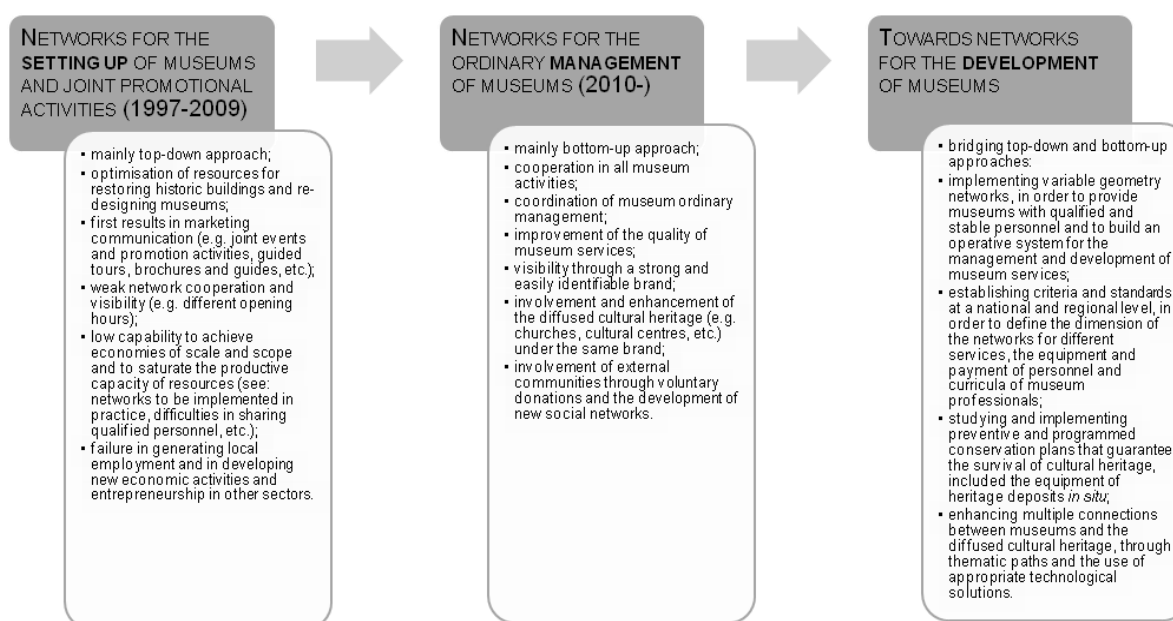 NETWORKS FOR THE
SETTING UP OF MUSEUMS
AND JOINT PROMOTIONAL
ACTIVITIES (1997-2009)
▪ mainly top-down approach;
▪ optimisation of resources for
restoring historic buildings and re-
designing museums;
▪ first results in marketing
communication (e.g. joint events
and promotion activities, guided
tours, brochures and guides, etc.);
▪ weak network cooperation and
visibility (e.g. different opening
hours);
▪ low capability to achieve
economies of scale and scope
and to saturate the productive
capacity of resources (see:
networks to be implemented in
practice, difficulties in sharing
qualified personnel, etc.);
▪ failure in generating local
employment and in developing
new economic activities and
entrepreneurship in other sectors.
NETWORKS FOR THE
ORDINARY MANAGEMENT
OF MUSEUMS (2010-)
▪ mainly bottom-up approach;
▪ cooperation in all museum
activities;
▪ coordination of museum ordinary
management;
▪ improvement of the quality of
museum services;
▪ visibility through a strong and
easily identifiable brand;
▪ involvement and enhancement of
the diffused cultural heritage (e.g.
churches, cultural centres, etc.)
under the same brand;
▪ involvement of external
communities through voluntary
donations and the development of
new social networks.
TOWARDS NETWORKS
FOR THE DEVELOPMENT
OF MUSEUMS
▪ bridging top-down and bottom-up
approaches:
▪ implementing variable geometry
networks, in order to provide
museums with qualified and
stable personnel and to build an
operative system for the
management and development of
museum services;
▪ establishing criteria and standards
at a national and regional level, in
order to define the dimension of
the networks for different
services, the equipment and
payment of personnel and
curricula of museum
professionals;
▪ studying and implementing
preventive and programmed
conservation plans that guarantee
the survival of cultural heritage,
included the equipment of
heritage deposits in situ;
▪ enhancing multiple connections
between museums and the
diffused cultural heritage, through
thematic paths and the use of
appropriate technological
solutions.